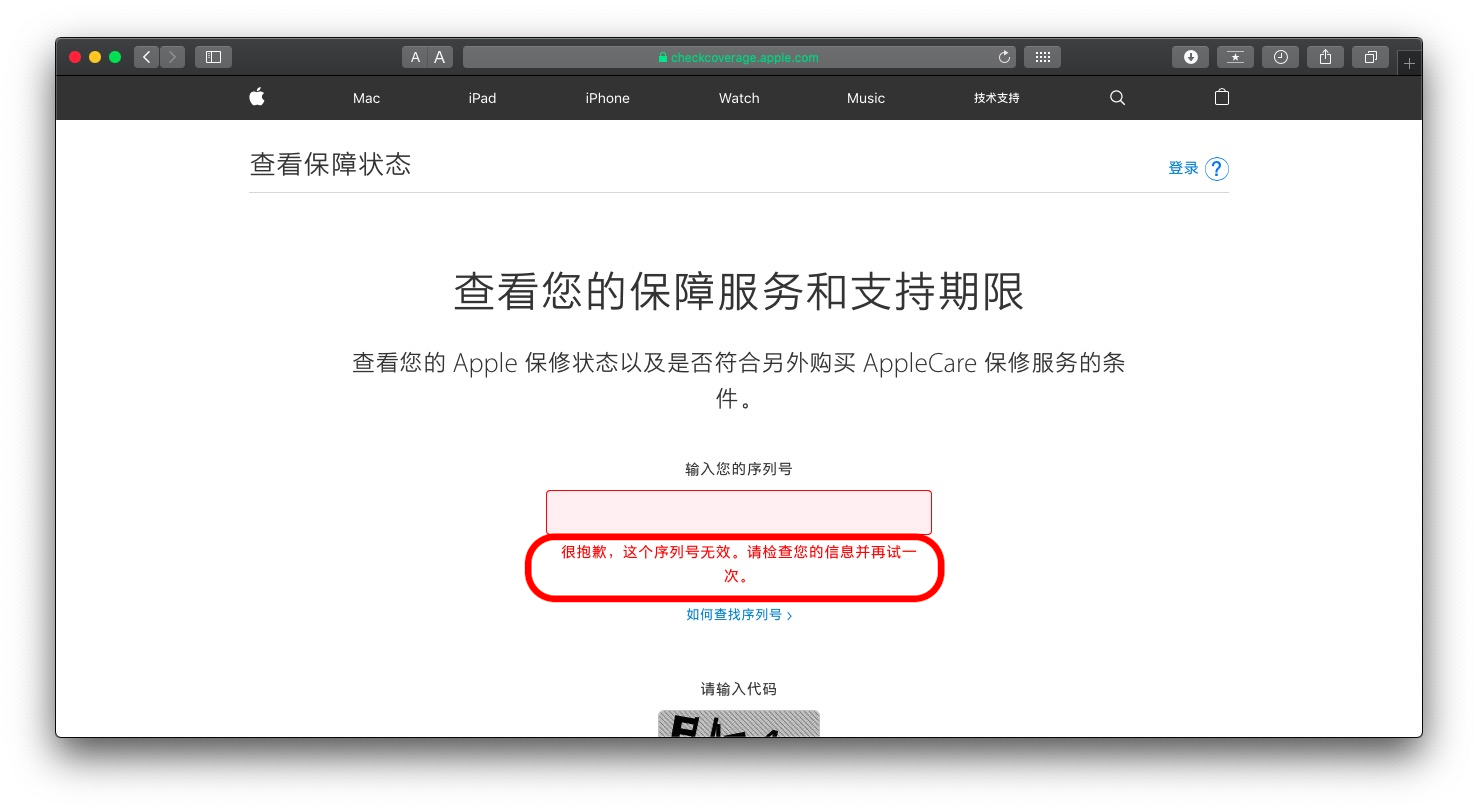 A A checkcoverage.apple.com
Mac iPad iPhone Watch Music 技术支持
查看保障状态
登录 ?
查看您的保障服务和支持期限
查看您的 Apple 保修状态以及是否符合另外购买 AppleCare 保修服务的条
件。
输入您的序列号
很抱歉，这个序列号无效。请检查您的信息并再试一
次。
如何查找序列号 ›
请输入代码